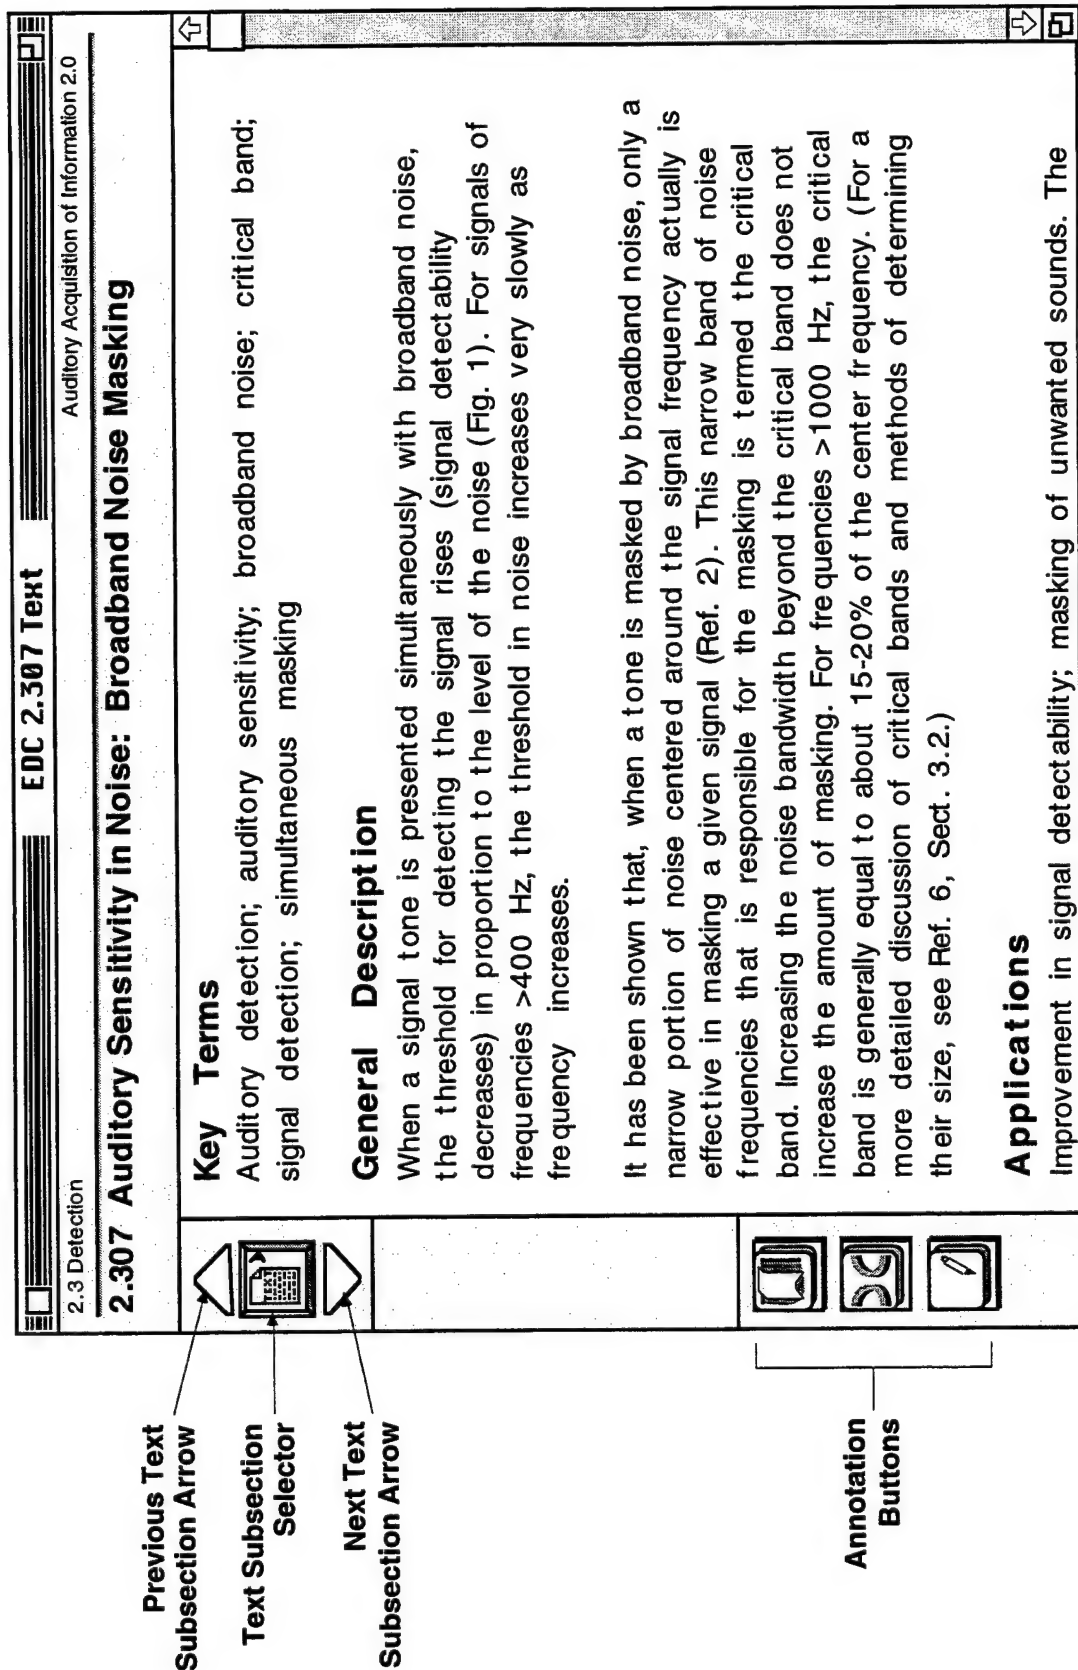 EDC 2.307 Text
2.3 Detection
Auditory Acquisition of Information 2.0
2.307 Auditory Sensitivity in Noise: Broadband Noise Masking
Key Terms
Auditory detection; auditory sensitivity; broadband noise; critical band;
signal detection; simultaneous masking
General Description
When a signal tone is presented simultaneously with broadband noise,
the threshold for detecting the signal rises (signal detectability
decreases) in proportion to the level of the noise (Fig. 1). For signals of
frequencies >400 Hz, the threshold in noise increases very slowly as
frequency increases.
It has been shown that, when a tone is masked by broadband noise, only a
narrow portion of noise centered around the signal frequency actually is
effective in masking a given signal (Ref. 2). This narrow band of noise
frequencies that is responsible for the masking is termed the critical
band. Increasing the noise bandwidth beyond the critical band does not
increase the amount of masking. For frequencies >1000 Hz, the critical
band is generally equal to about 15-20% of the center frequency. (For a
more detailed discussion of critical bands and methods of determining
their size, see Ref. 6, Sect. 3.2.)
Applications
Improvement in signal detectability; masking of unwanted sounds. The
Previous Text
Subsection Arrow
Text Subsection
Selector
TEXT
Next Text
Subsection Arrow
Annotation
Buttons